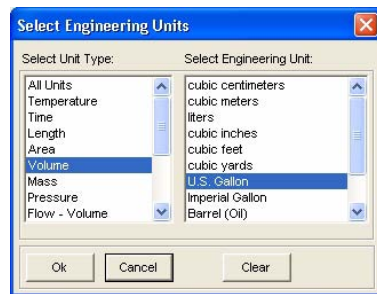 Select Engineering Units
Select Unit Type:
Select Engineering Unit:
All Units
Temperature
Time
Length
Area
Volume
Mass
Pressure
Flow - Volume
cubic centimeters
cubic meters
liters
cubic inches
cubic feet
cubic yards
U.S. Gallon
Imperial Gallon
Barrel (Oil)
Ok
Cancel
Clear